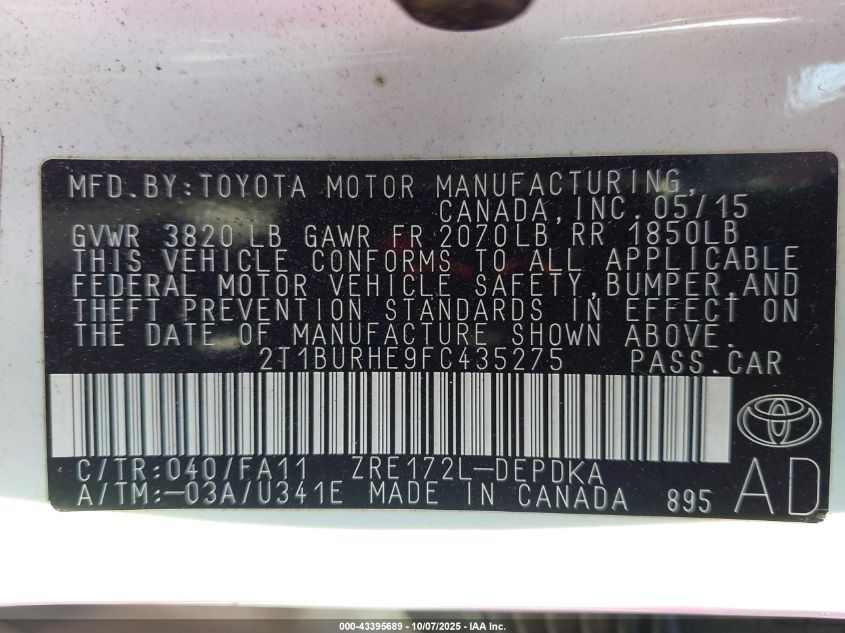 MFD.BY:TOYOTA MOTOR MANUFACTURING,
CANADA,INC.05/15
GVWR 3820LB GAWR FR 2070LB RR 1850LB
THIS VEHICLE CONFORMS TO ALL APPLICABLE
FEDERAL MOTOR VEHICLE SAFETY,BUMPER,AND
THEFT PREVENTION STANDARDS IN EFFECT ON
THE DATE OF MANUFACTURE SHOWN ABOVE.
2T1BURHE9FC435275 PASS.CAR
C/TR:040/FA11 ZRE172L-DEPDKA
A/TM:-03A/U341E MADE IN CANADA 895
AD
000-43395689 - 10/07/2025 - IAA Inc.